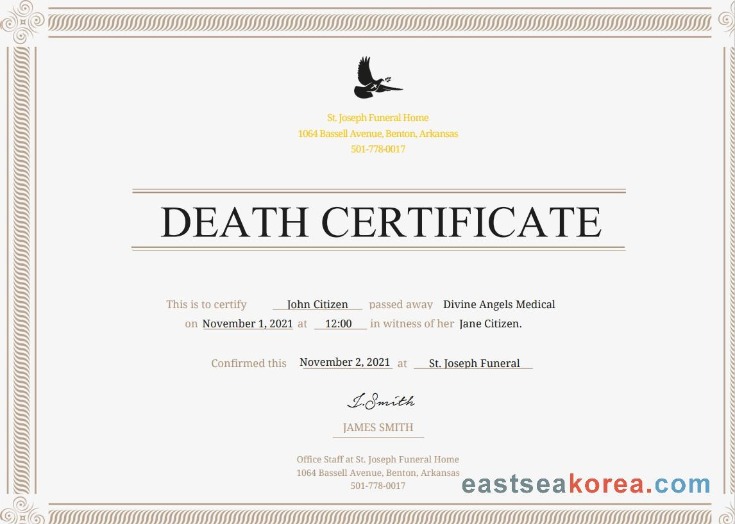 St. Joseph Funeral Home
1064 Bassell Avenue, Benton, Arkansas
501-778-0017
DEATH CERTIFICATE
This is to certify John Citizen passed away Divine Angels Medical
on November 1, 2021 at 12:00 in witness of her Jane Citizen.
Confirmed this November 2, 2021 at St. Joseph Funeral
J.Smith
JAMES SMITH
Office Staff at St. Joseph Funeral Home
1064 Bassell Avenue, Benton, Arkansas
501-778-0017
eastseakorea.com